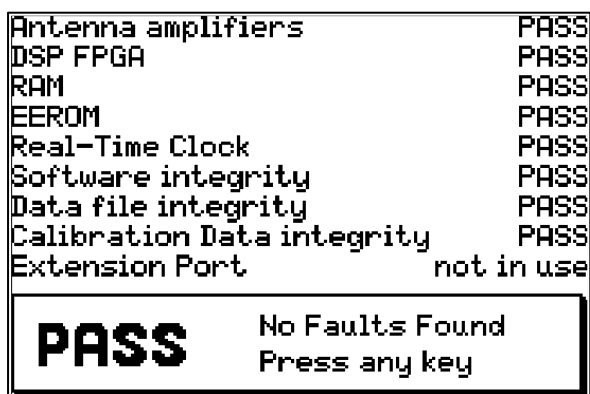 Antenna amplifiers PASS
DSP FPGA PASS
RAM PASS
EEROM PASS
Real-Time Clock PASS
Software integrity PASS
Data file integrity PASS
Calibration Data integrity PASS
Extension Port not in use
PASS
No Faults Found
Press any key